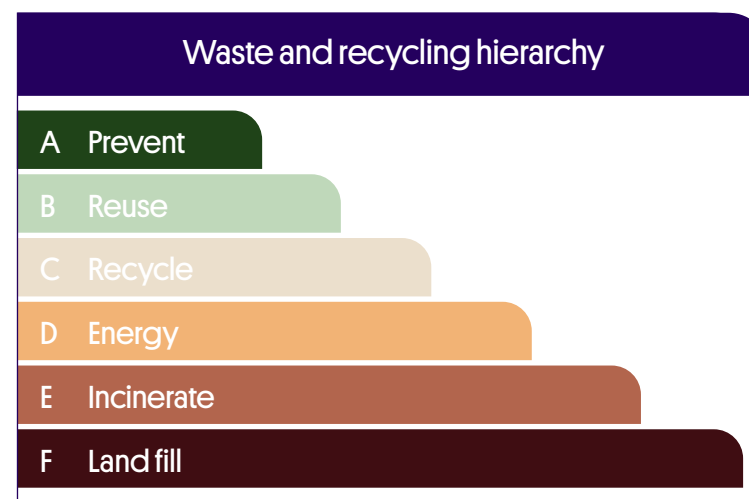 Waste and recycling hierarchy
A Prevent
B Reuse
C Recycle
D Energy
E Incinerate
F Land fill